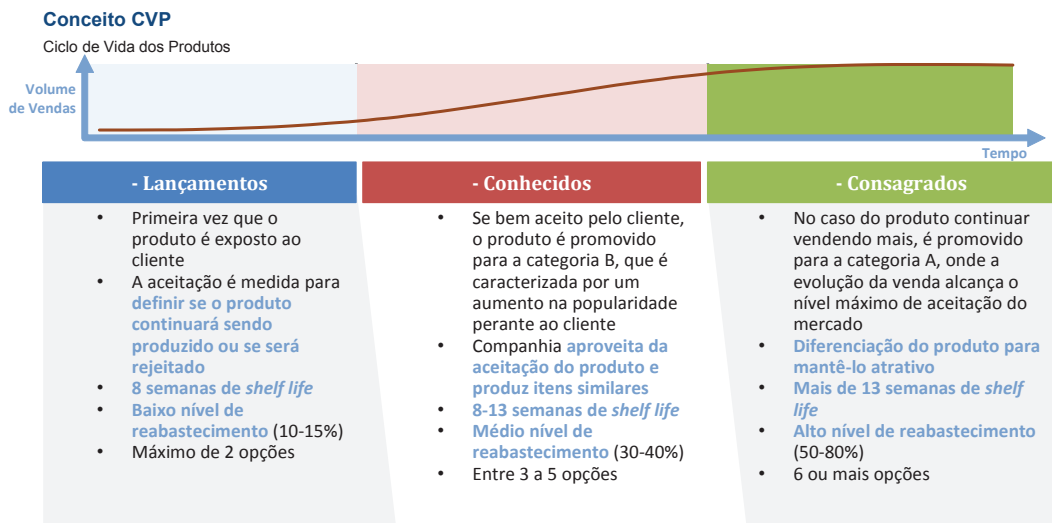 Conceito CVP
Ciclo de Vida dos Produtos
Volume
de Vendas
Tempo
- Lançamentos
• Primeira vez que o
produto é exposto ao
cliente
• A aceitação é medida para
definir se o produto
continuará sendo
produzido ou se será
rejeitado
• 8 semanas de shelf life
• Baixo nível de
reabastecimento (10-15%)
• Máximo de 2 opções
- Conhecidos
• Se bem aceito pelo cliente,
o produto é promovido
para a categoria B, que é
caracterizada por um
aumento na popularidade
perante ao cliente
• Companhia aproveita da
aceitação do produto e
produz itens similares
• 8-13 semanas de shelf life
• Médio nível de
reabastecimento (30-40%)
• Entre 3 a 5 opções
- Consagrados
• No caso do produto continuar
vendendo mais, é promovido
para a categoria A, onde a
evolução da venda alcança o
nível máximo de aceitação do
mercado
• Diferenciação do produto para
mantê-lo atrativo
• Mais de 13 semanas de shelf
life
• Alto nível de reabastecimento
(50-80%)
• 6 ou mais opções